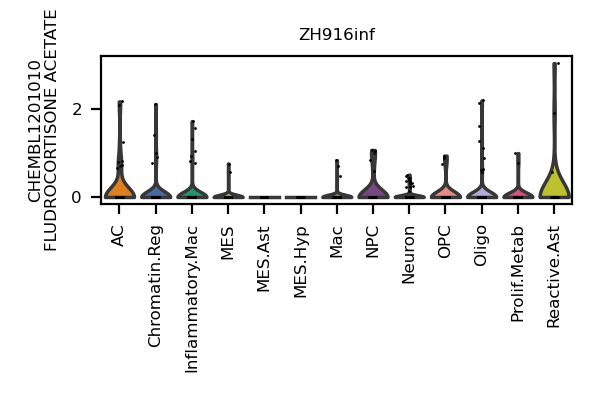 ZH916inf
CHEMBL1201010
FLUDROCORTISONE ACETATE
2
0
AC
Chromatin.Reg
Inflammatory.Mac
MES
MES.Ast
MES.Hyp
Mac
NPC
Neuron
OPC
Oligo
Prolif.Metab
Reactive.Ast